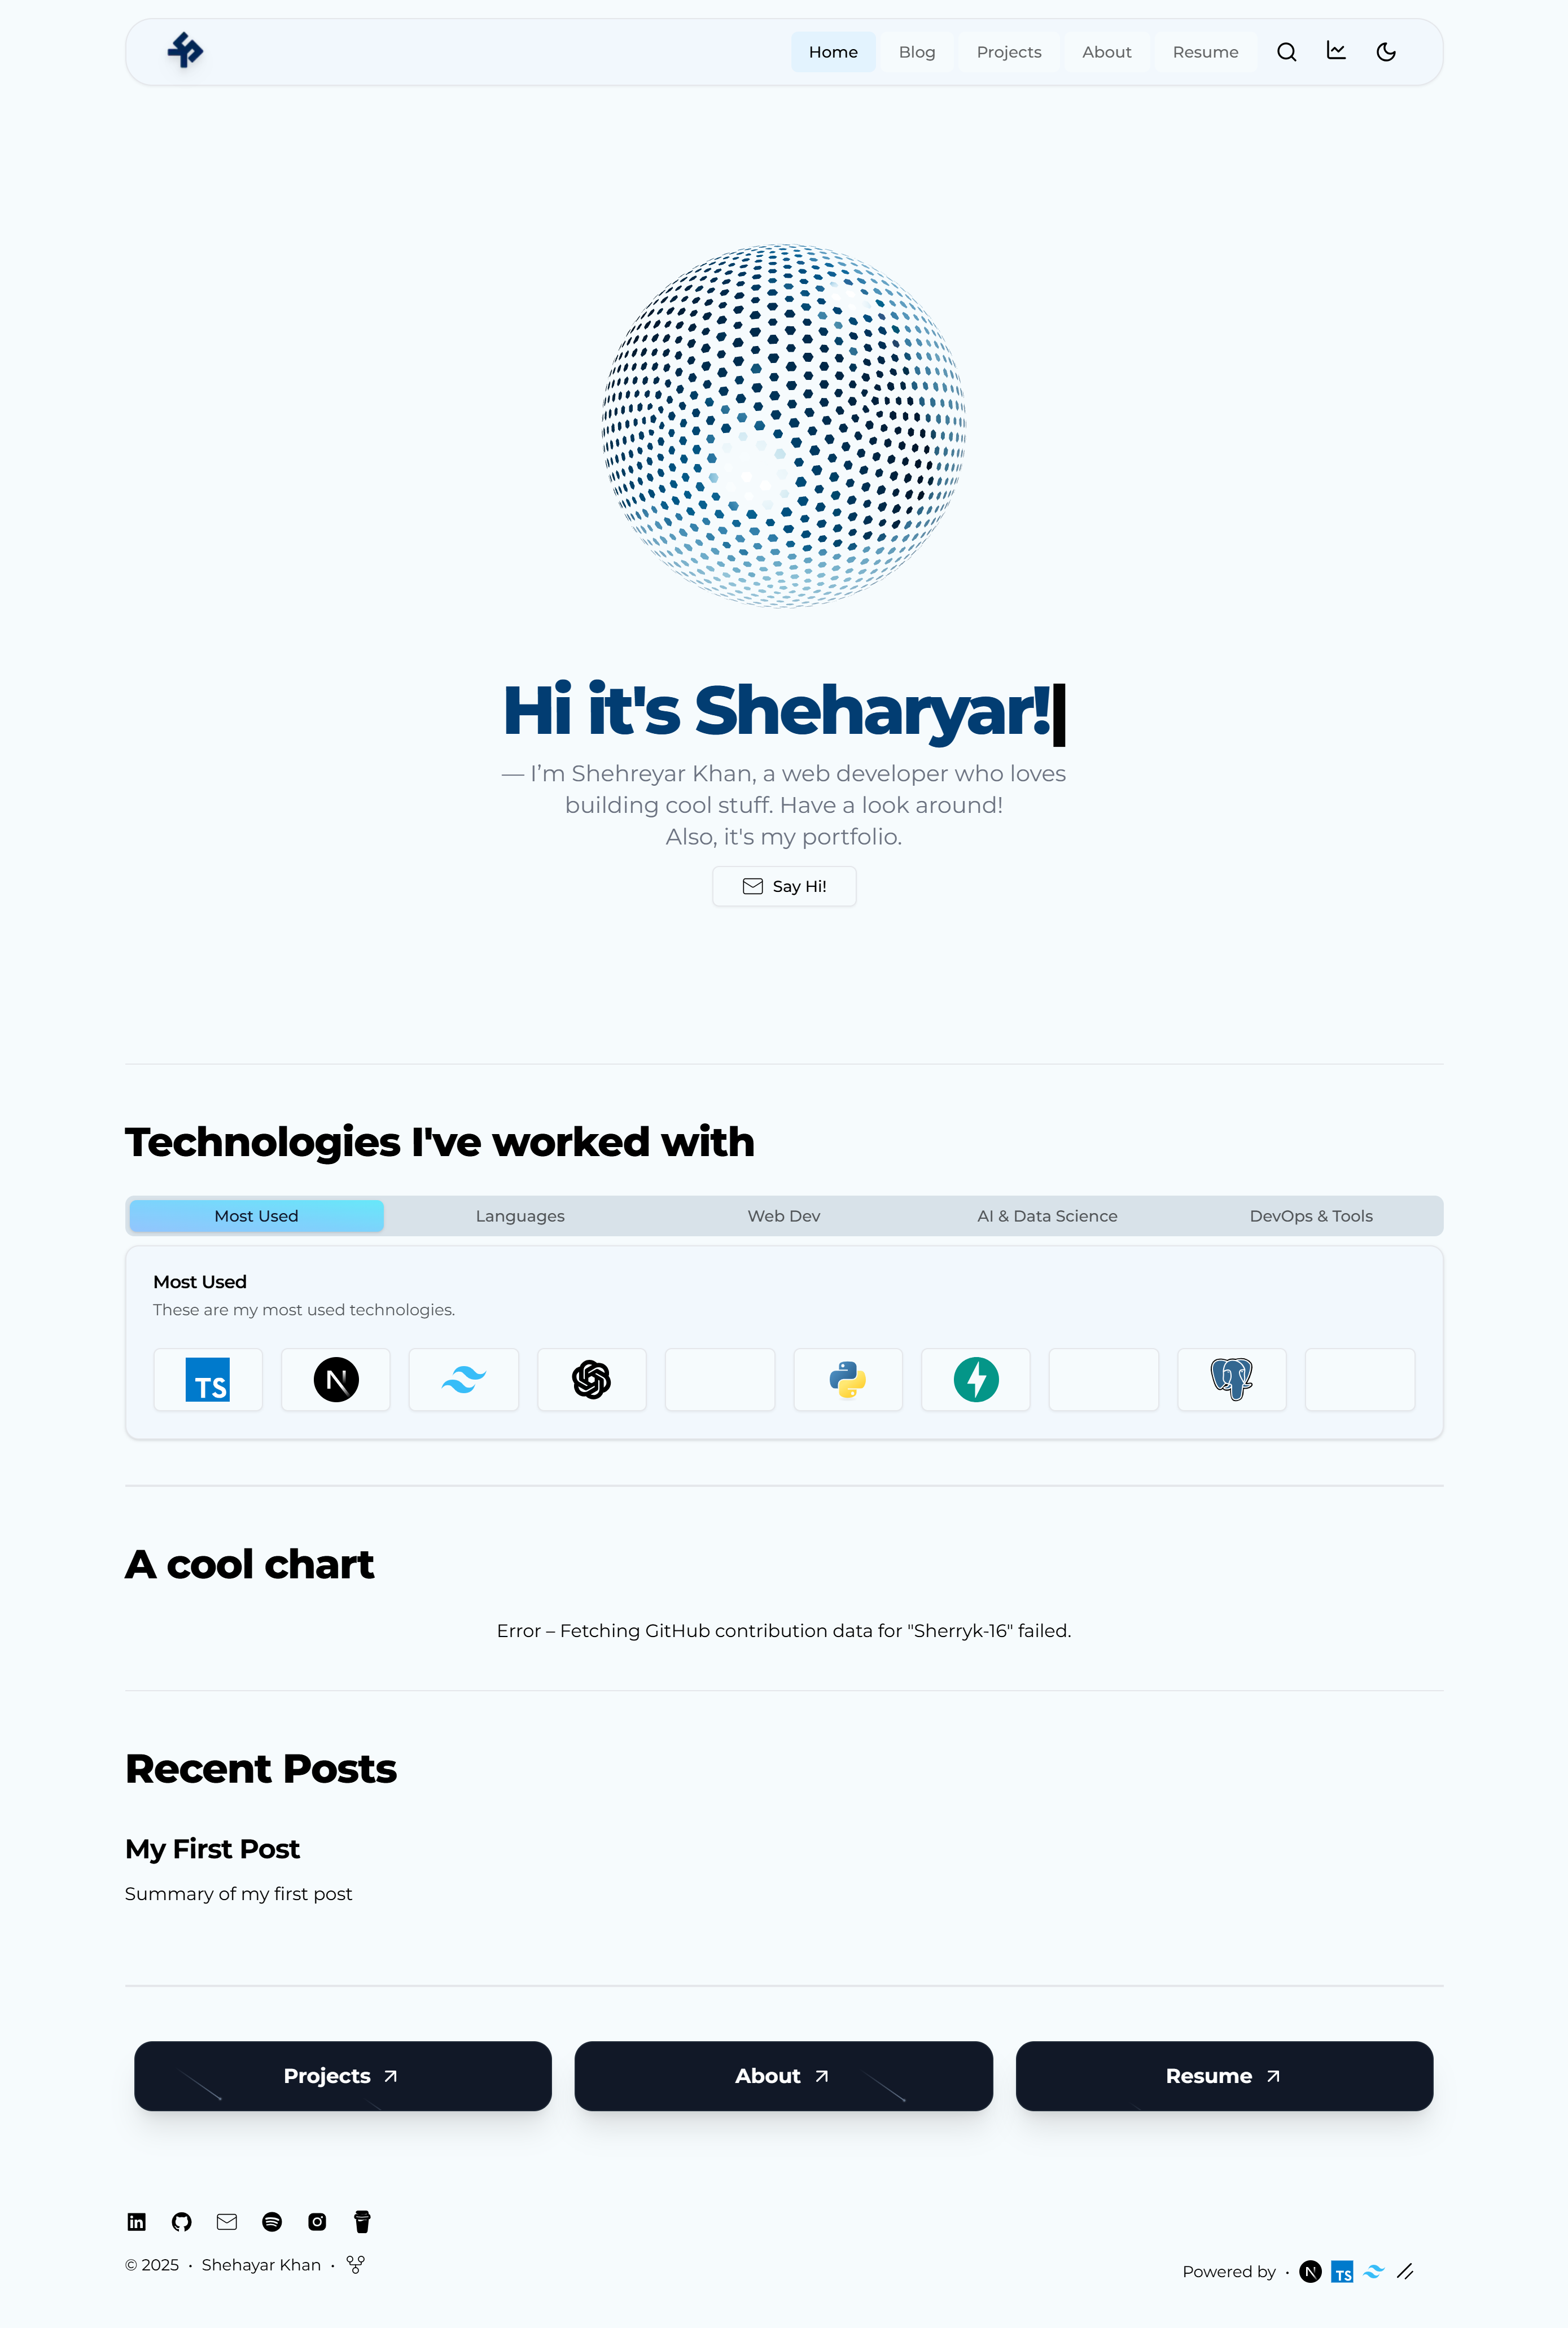 Home Blog Projects About Resume
Hi it's Sheharyar!
— I’m Shehreyar Khan, a web developer who loves
building cool stuff. Have a look around!
Also, it's my portfolio.
Say Hi!
Technologies I've worked with
Most Used Languages Web Dev AI & Data Science DevOps & Tools
Most Used
These are my most used technologies.
TS N
A cool chart
Error – Fetching GitHub contribution data for "Sherryk-16" failed.
Recent Posts
My First Post
Summary of my first post
Projects About Resume
in
© 2025 • Shehayar Khan •
Powered by • N TS